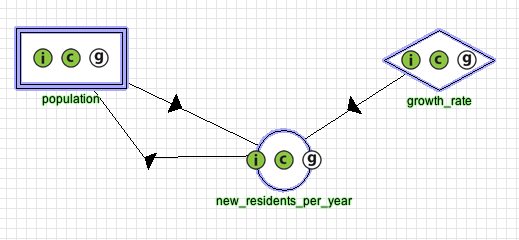 i c g
i c g
population
growth_rate
i c g
new_residents_per_year